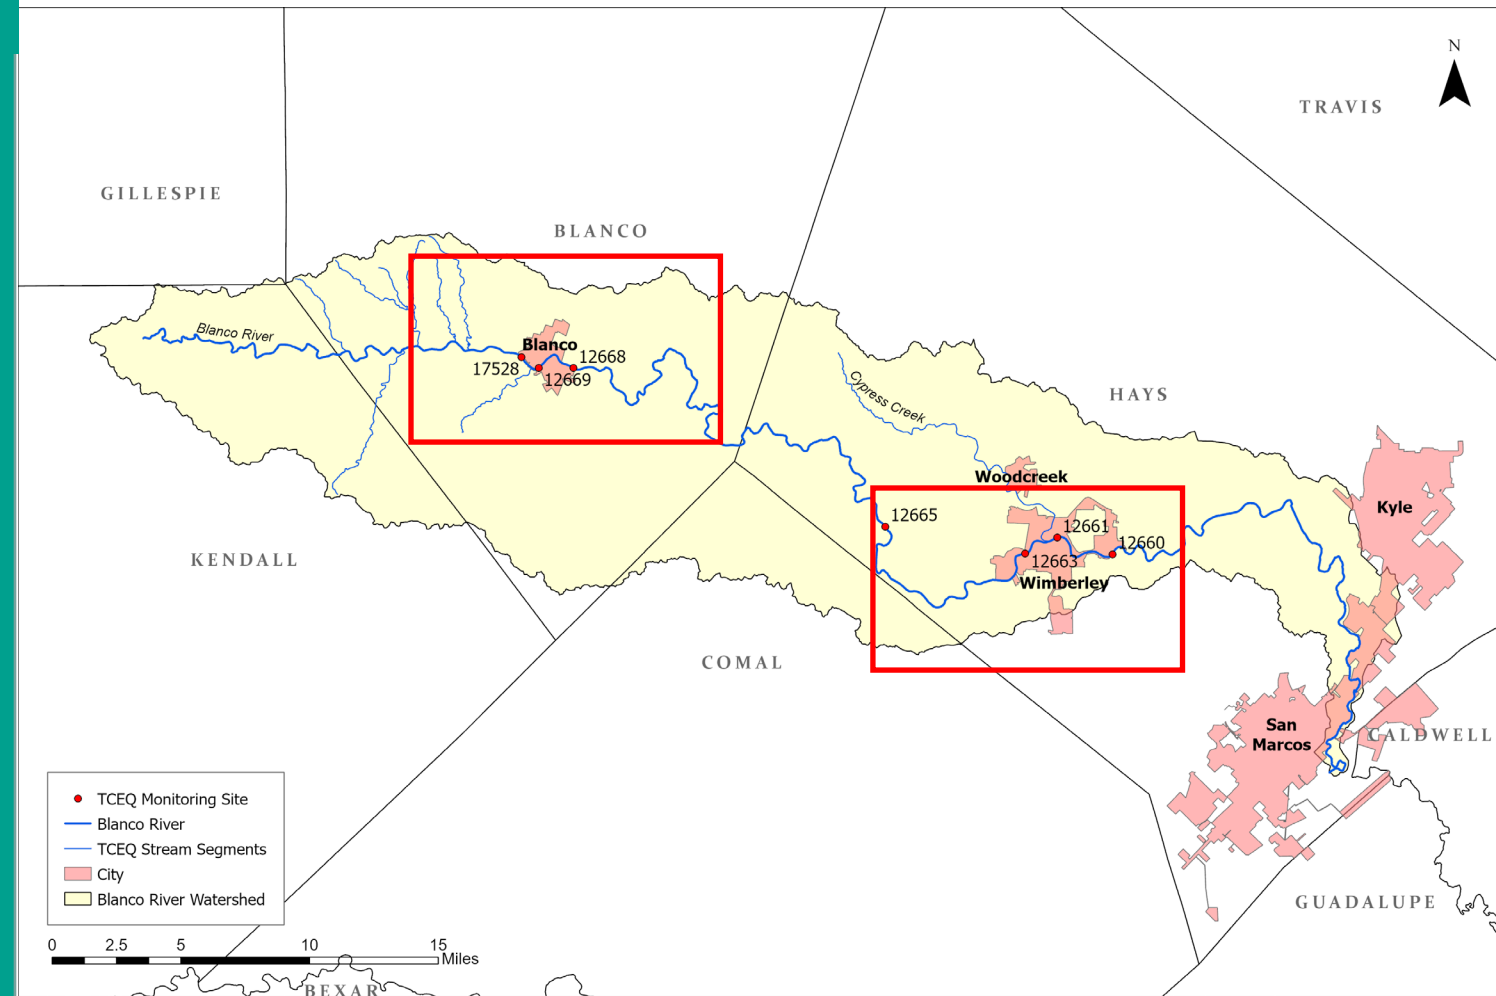 N
TRAVIS
GILLESPIE
BLANCO
Blanco River
Blanco
12668
17528
12669
Cypress Creek
HAYS
Woodcreek
Kyle
12665
12661
12660
12663
Wimberley
KENDALL
COMAL
San
Marcos
CALDWELL
TCEQ Monitoring Site
Blanco River
TCEQ Stream Segments
City
Blanco River Watershed
GUADALUPE
0 2.5 5 10 15
Miles
BEXAR